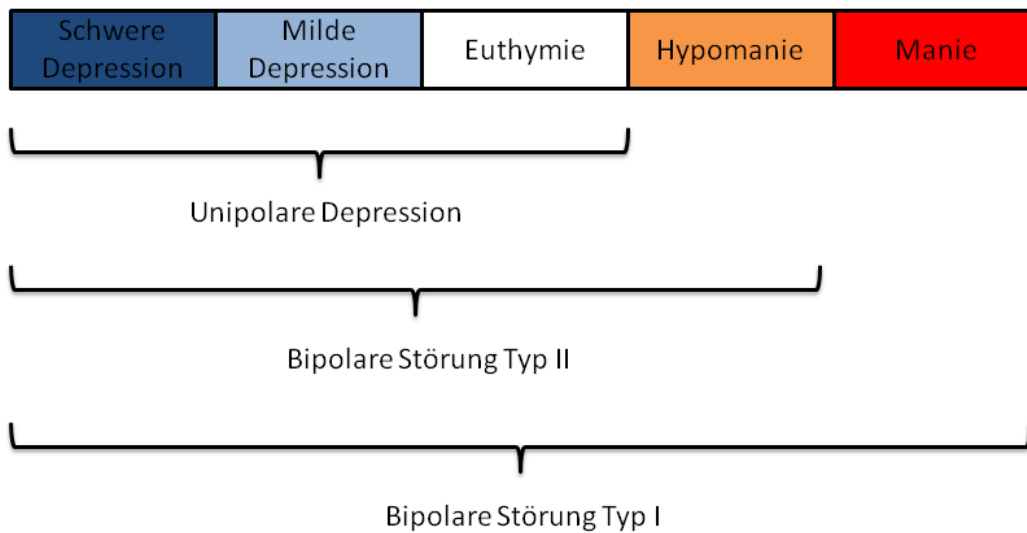 Schwere
Depression
Milde
Depression
Euthymie
Hypomanie
Manie
Unipolare Depression
Bipolare Störung Typ II
Bipolare Störung Typ I